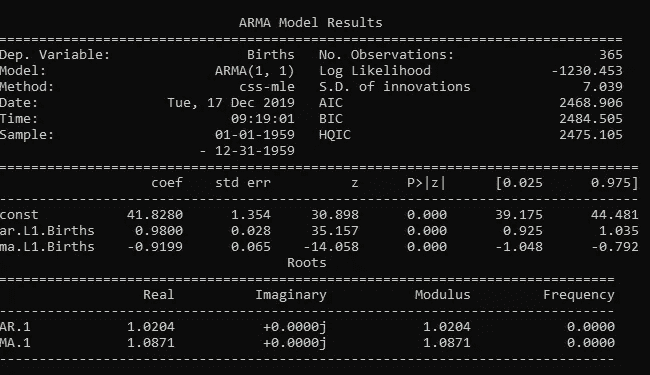 ARMA Model Results
==============================================================================
Dep. Variable: Births No. Observations: 365
Model: ARMA(1, 1) Log Likelihood -1230.453
Method: css-mle S.D. of innovations 7.039
Date: Tue, 17 Dec 2019 AIC 2468.906
Time: 09:19:01 BIC 2484.505
Sample: 01-01-1959 HQIC 2475.105
- 12-31-1959
================================================================================
coef std err z P>|z| [0.025 0.975]
--------------------------------------------------------------------------------
const 41.8280 1.354 30.898 0.000 39.175 44.481
ar.L1.Births 0.9800 0.028 35.157 0.000 0.925 1.035
ma.L1.Births -0.9199 0.065 -14.058 0.000 -1.048 -0.792
Roots
=============================================================================
Real Imaginary Modulus Frequency
-----------------------------------------------------------------------------
AR.1 1.0204 +0.0000j 1.0204 0.0000
MA.1 1.0871 +0.0000j 1.0871 0.0000
-----------------------------------------------------------------------------